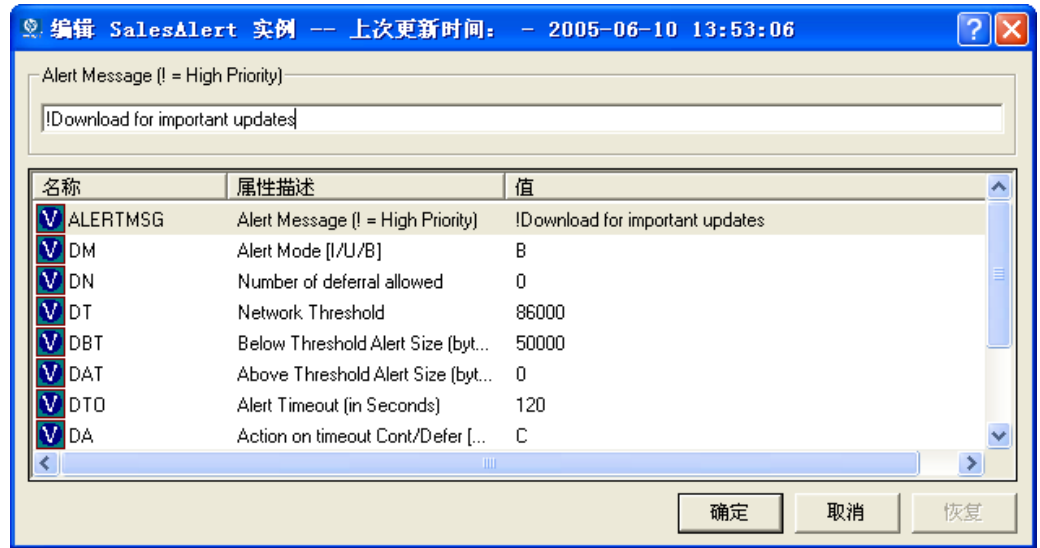 编辑 SalesAlert 实例 -- 上次更新时间： - 2005-06-10 13:53:06
Alert Message (! = High Priority)
!Download for important updates
名称 属性描述 值
V ALERTMSG Alert Message (! = High Priority) !Download for important updates
V DM Alert Mode [I/U/B] B
V DN Number of deferral allowed 0
V DT Network Threshold 86000
V DBT Below Threshold Alert Size (byt... 50000
V DAT Above Threshold Alert Size (byt... 0
V DTO Alert Timeout (in Seconds) 120
V DA Action on timeout Cont/Defer [... C
确定 取消 恢复